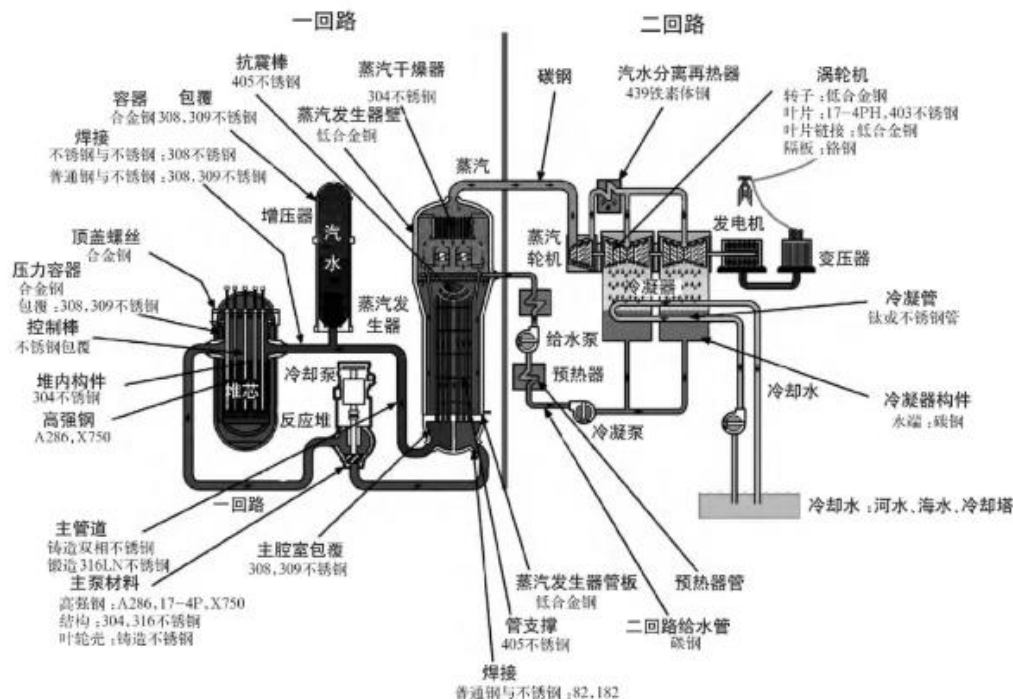 一回路
二回路
抗震棒
405不锈钢
蒸汽干燥器
304不锈钢
碳钢
汽水分离再热器
439铁素体钢
涡轮机
转子:低合金钢
叶片:17-4PH,403不锈钢
叶片链接:低合金钢
隔板:铬钢
容器
合金钢
包覆
308,309不锈钢
蒸汽发生器壁
低合金钢
焊接
不锈钢与不锈钢:308不锈钢
普通钢与不锈钢:308,309不锈钢
蒸汽
增压器
汽
水
顶盖螺丝
合金钢
压力容器
合金钢
包覆:308,309不锈钢
控制棒
不锈钢包覆
堆内构件
304不锈钢
高强钢
A286,X750
堆芯
蒸汽发
生器
冷却泵
反应堆
蒸汽
轮机
冷凝器
发电机
变压器
给水泵
预热器
冷凝泵
冷凝管
钛或不锈钢管
冷却水
冷凝器构件
水端:碳钢
冷却水:河水、海水、冷却塔
一回路
主管道
铸造双相不锈钢
锻造316LN不锈钢
主泵材料
高强钢:A286,17-4P,X750
结构:304,316不锈钢
叶轮壳:铸造不锈钢
主腔室包覆
308,309不锈钢
蒸汽发生器管板
低合金钢
管支撑
405不锈钢
焊接
普通钢与不锈钢:82,182
预热器管
二回路给水管
碳钢